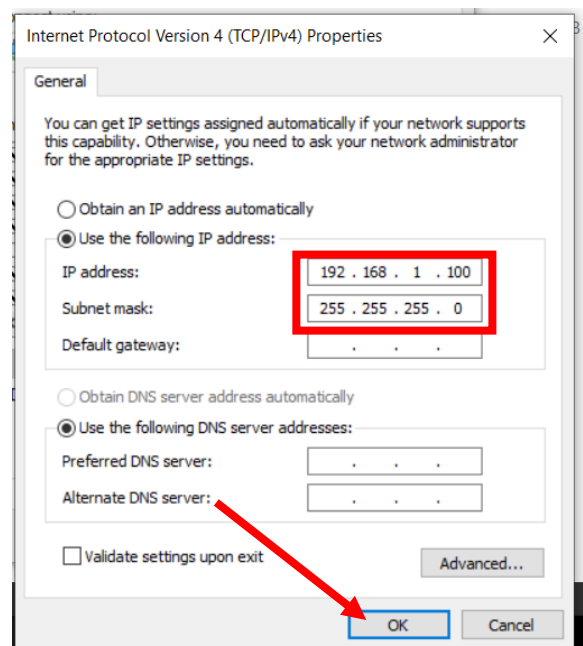 Internet Protocol Version 4 (TCP/IPv4) Properties
General
You can get IP settings assigned automatically if your network supports
this capability. Otherwise, you need to ask your network administrator
for the appropriate IP settings.
Obtain an IP address automatically
Use the following IP address:
IP address: 192 . 168 . 1 . 100
Subnet mask: 255 . 255 . 255 . 0
Default gateway: . . .
Obtain DNS server address automatically
Use the following DNS server addresses:
Preferred DNS server: . . .
Alternate DNS server: . . .
Validate settings upon exit
Advanced...
OK Cancel